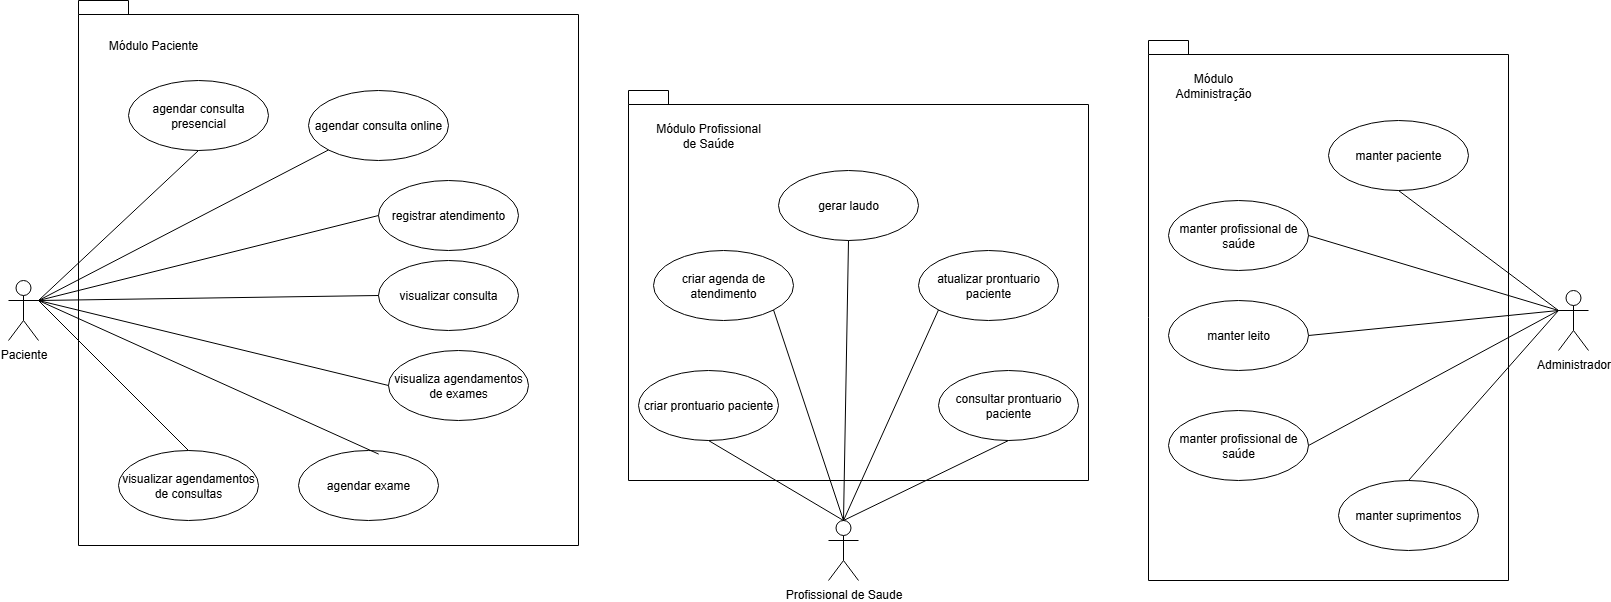 Módulo Paciente
agendar consulta
presencial
agendar consulta online
registrar atendimento
visualizar consulta
visualiza agendamentos
de exames
visualizar agendamentos
de consultas
agendar exame
Paciente
Módulo Profissional
de Saúde
gerar laudo
criar agenda de
atendimento
atualizar prontuario
paciente
criar prontuario paciente
consultar prontuario
paciente
Profissional de Saude
Módulo
Administração
manter paciente
manter profissional de
saúde
manter leito
manter profissional de
saúde
manter suprimentos
Administrador